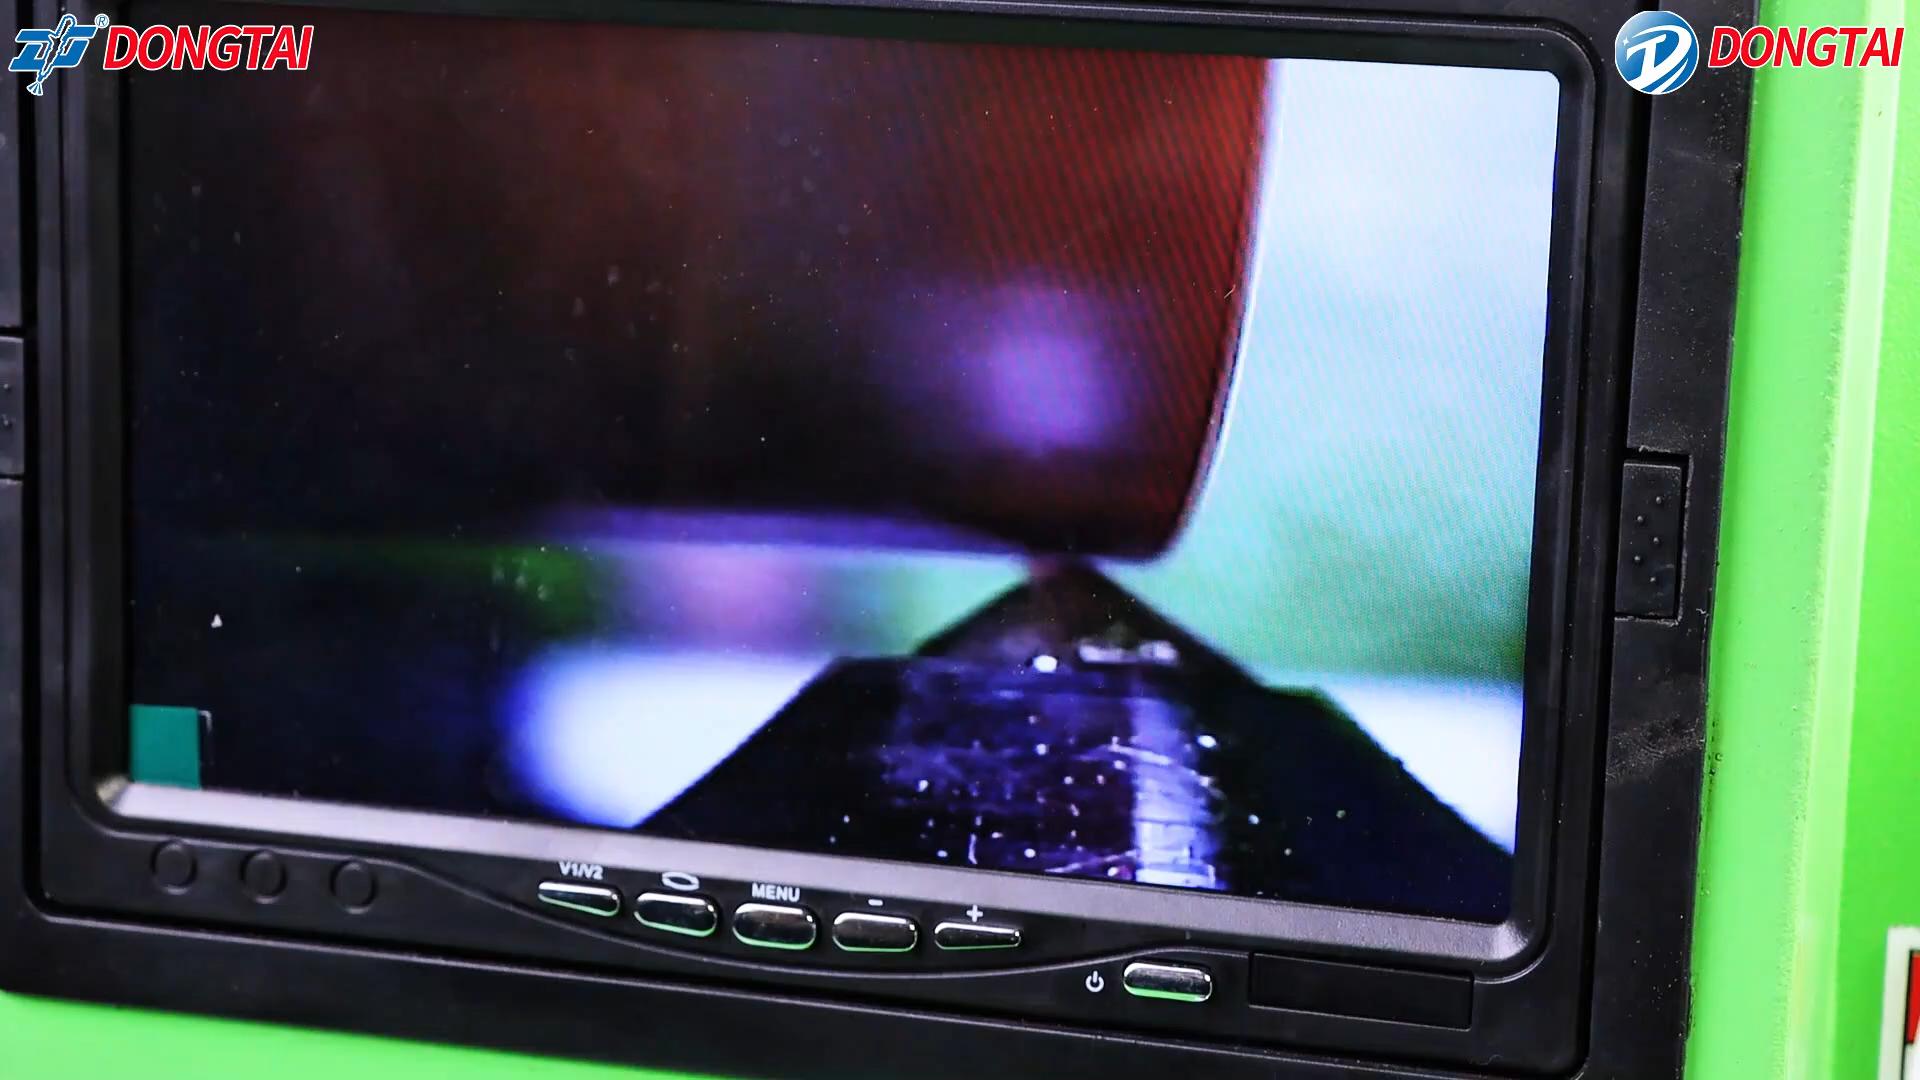 DONGTAI
DONGTAI
V1/V2
MENU
-
+